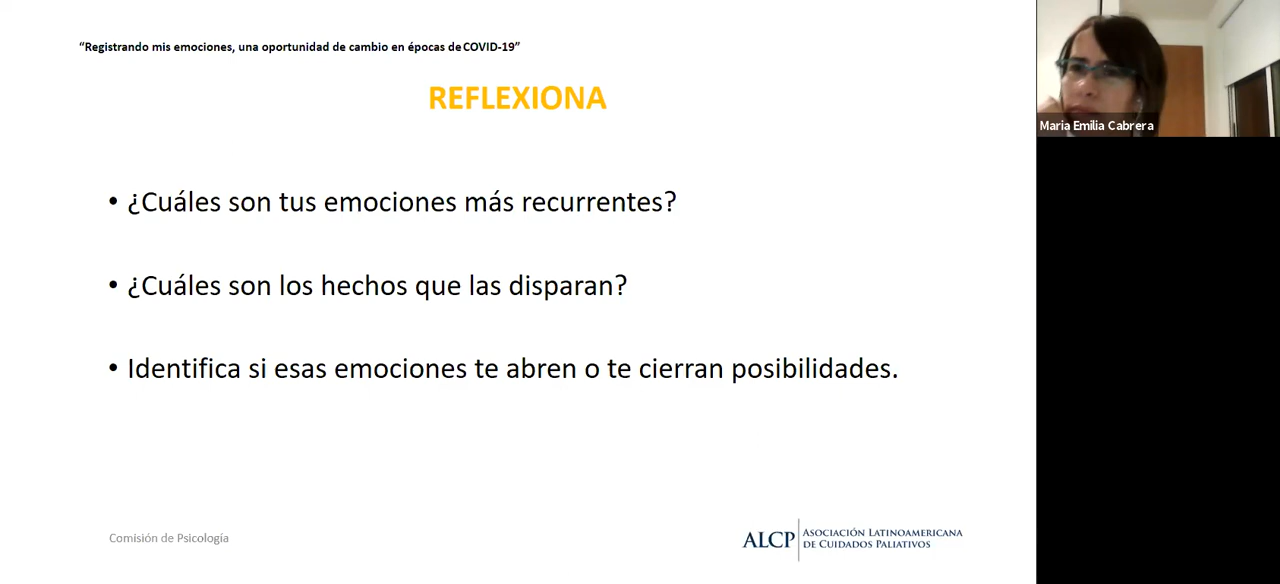 “Registrando mis emociones, una oportunidad de cambio en épocas de COVID-19”
REFLEXIONA
• ¿Cuáles son tus emociones más recurrentes?
• ¿Cuáles son los hechos que las disparan?
• Identifica si esas emociones te abren o te cierran posibilidades.
Comisión de Psicología
ALCP
ASOCIACIÓN LATINOAMERICANA
DE CUIDADOS PALIATIVOS
Maria Emilia Cabrera